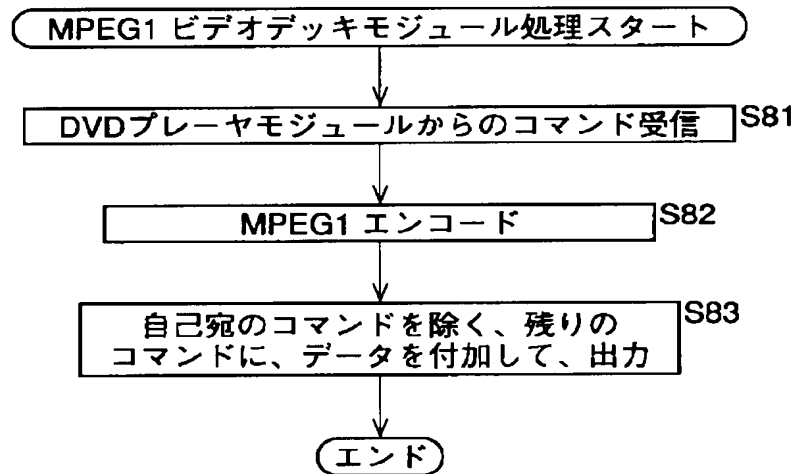 MPEG1 ビデオデッキモジュール処理スタート
DVDプレーヤモジュールからのコマンド受信
S81
MPEG1 エンコード
S82
自己宛のコマンドを除く、残りの
コマンドに、データを付加して、出力
S83
エンド